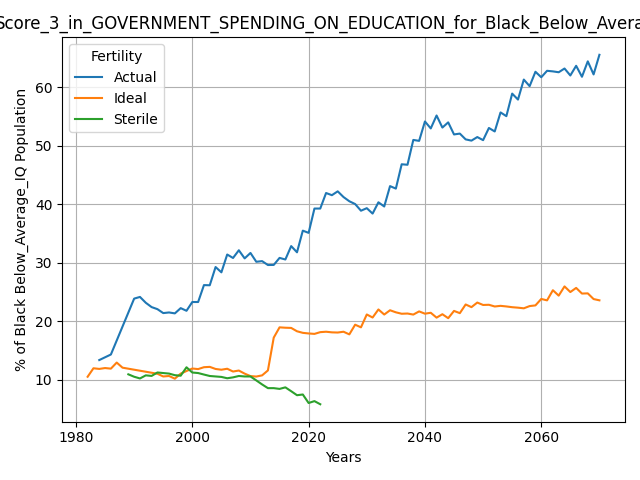 Score_3_in_GOVERNMENT_SPENDING_ON_EDUCATION_for_Black_Below_Avera
Fertility
Actual
Ideal
Sterile
% of Black Below_Average_IQ Population
60
50
40
30
20
10
1980 2000 2020 2040 2060
Years